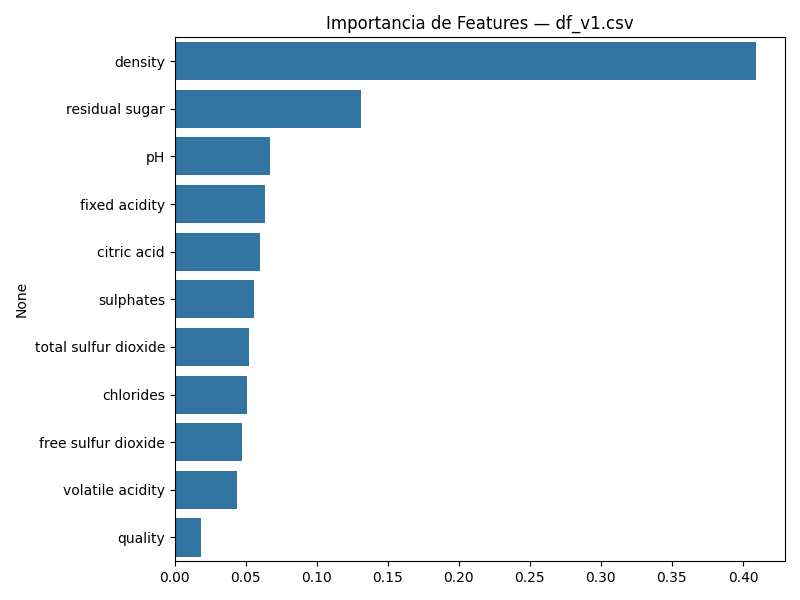 Importancia de Features — df_v1.csv
density
residual sugar
pH
fixed acidity
citric acid
sulphates
total sulfur dioxide
chlorides
free sulfur dioxide
volatile acidity
quality
None
0.00 0.05 0.10 0.15 0.20 0.25 0.30 0.35 0.40